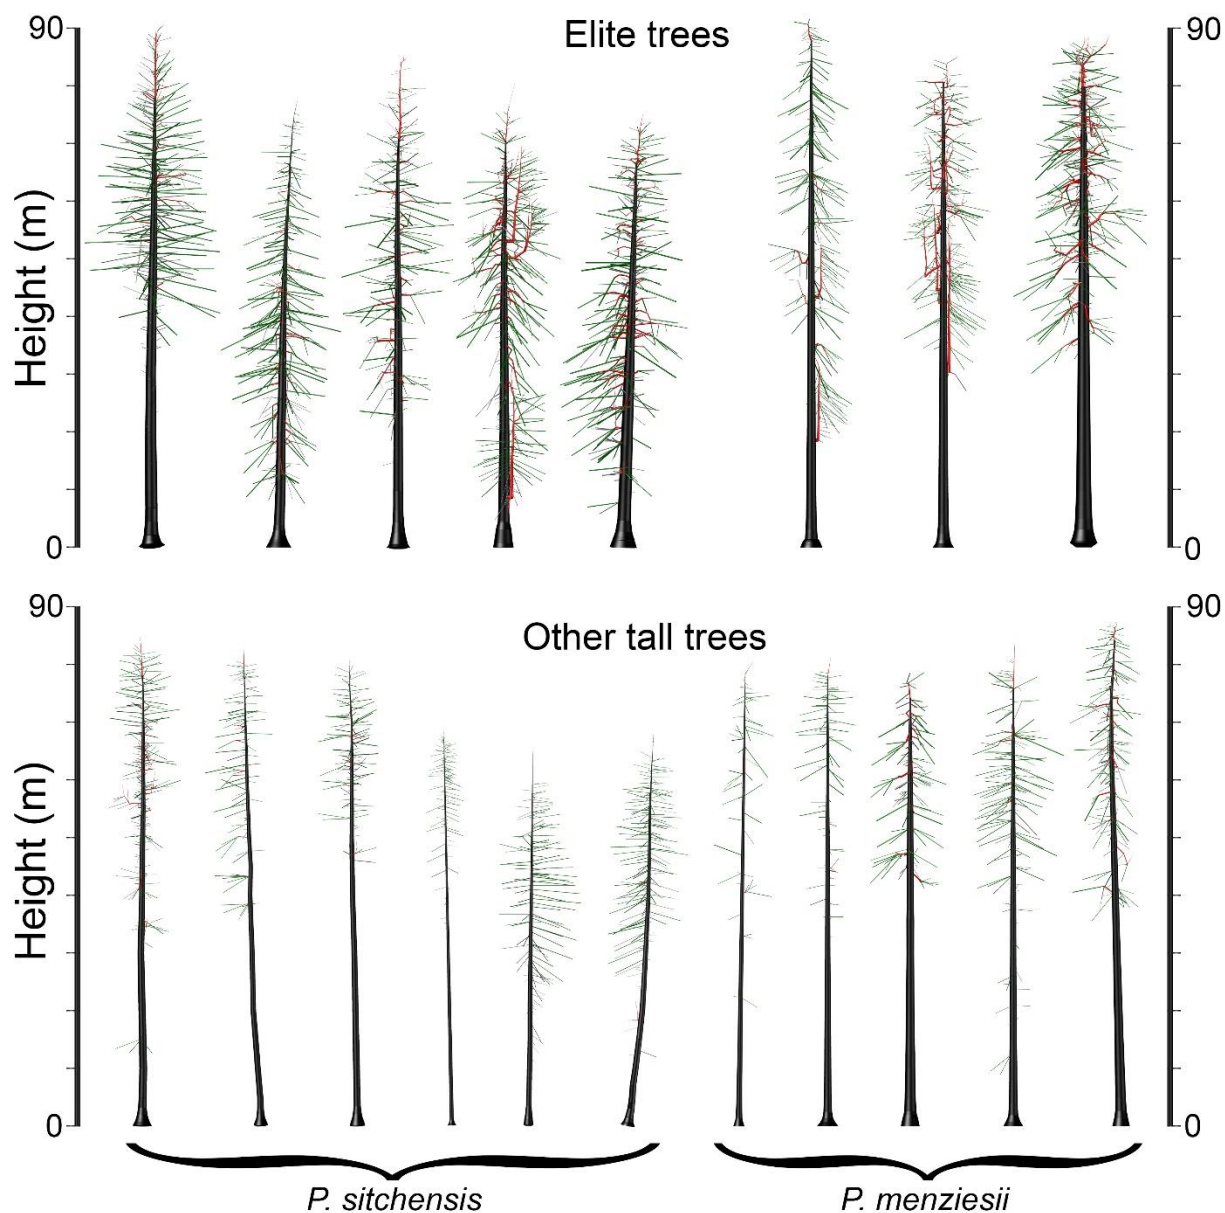 90
Elite trees
90
Height (m)
0
0
90
Other tall trees
90
Height (m)
0
0
P. sitchensis
P. menziesii